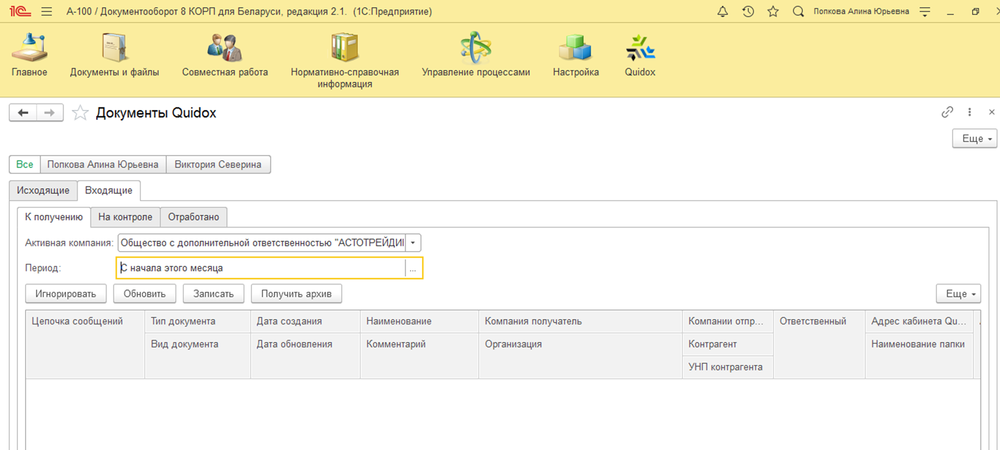 1С А-100 / Документооборот 8 КОРП для Беларуси, редакция 2.1. (1С:Предприятие) Попкова Алина Юрьевна
Главное Документы и файлы Совместная работа Нормативно-справочная Управление процессами Настройка Quidox
информация
Документы Quidox
Еще
Все Попкова Алина Юрьевна Виктория Северина
Исходящие Входящие
К получению На контроле Отработано
Активная компания: Общество с дополнительной ответственностью "АСТОТРЕЙДИ
Период: С начала этого месяца ...
Игнорировать Обновить Записать Получить архив Еще
Цепочка сообщений Тип документа Дата создания Наименование Компания получатель Компании отпр... Ответственный Адрес кабинета Qu...
Вид документа Дата обновления Комментарий Организация Контрагент Наименование папки
УНП контрагента